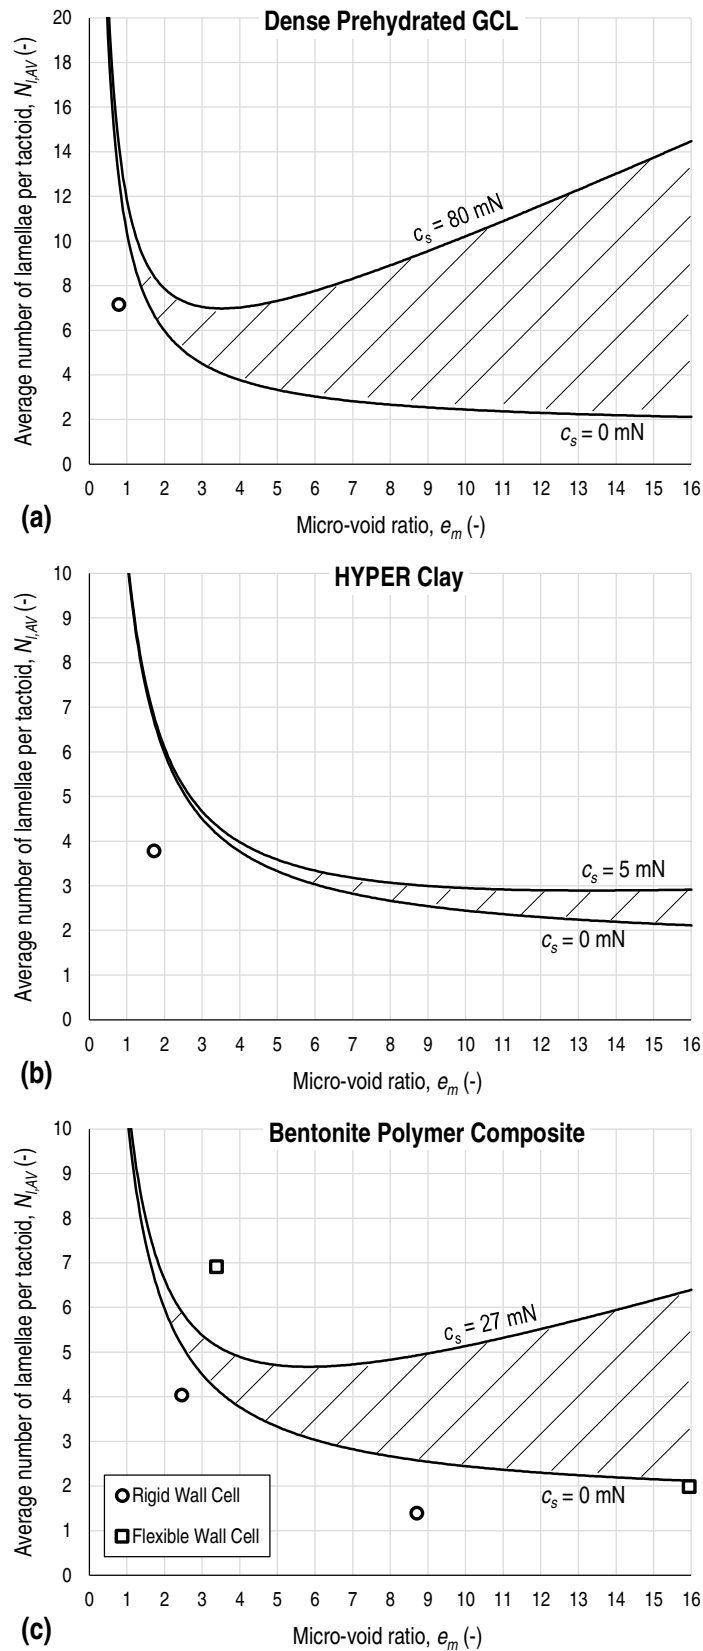 Dense Prehydrated GCL
Average number of lamellae per tactoid, N_{l,AV} (-)
20
18
16
14
12
10
8
6
4
2
0
c_s = 80 mN
c_s = 0 mN
0 1 2 3 4 5 6 7 8 9 10 11 12 13 14 15 16
(a)
Micro-void ratio, e_m (-)
HYPER Clay
Average number of lamellae per tactoid, N_{l,AV} (-)
10
9
8
7
6
5
4
3
2
1
0
c_s = 5 mN
c_s = 0 mN
0 1 2 3 4 5 6 7 8 9 10 11 12 13 14 15 16
(b)
Micro-void ratio, e_m (-)
Bentonite Polymer Composite
Average number of lamellae per tactoid, N_{l,AV} (-)
10
9
8
7
6
5
4
3
2
1
0
c_s = 27 mN
c_s = 0 mN
Rigid Wall Cell
Flexible Wall Cell
0 1 2 3 4 5 6 7 8 9 10 11 12 13 14 15 16
(c)
Micro-void ratio, e_m (-)